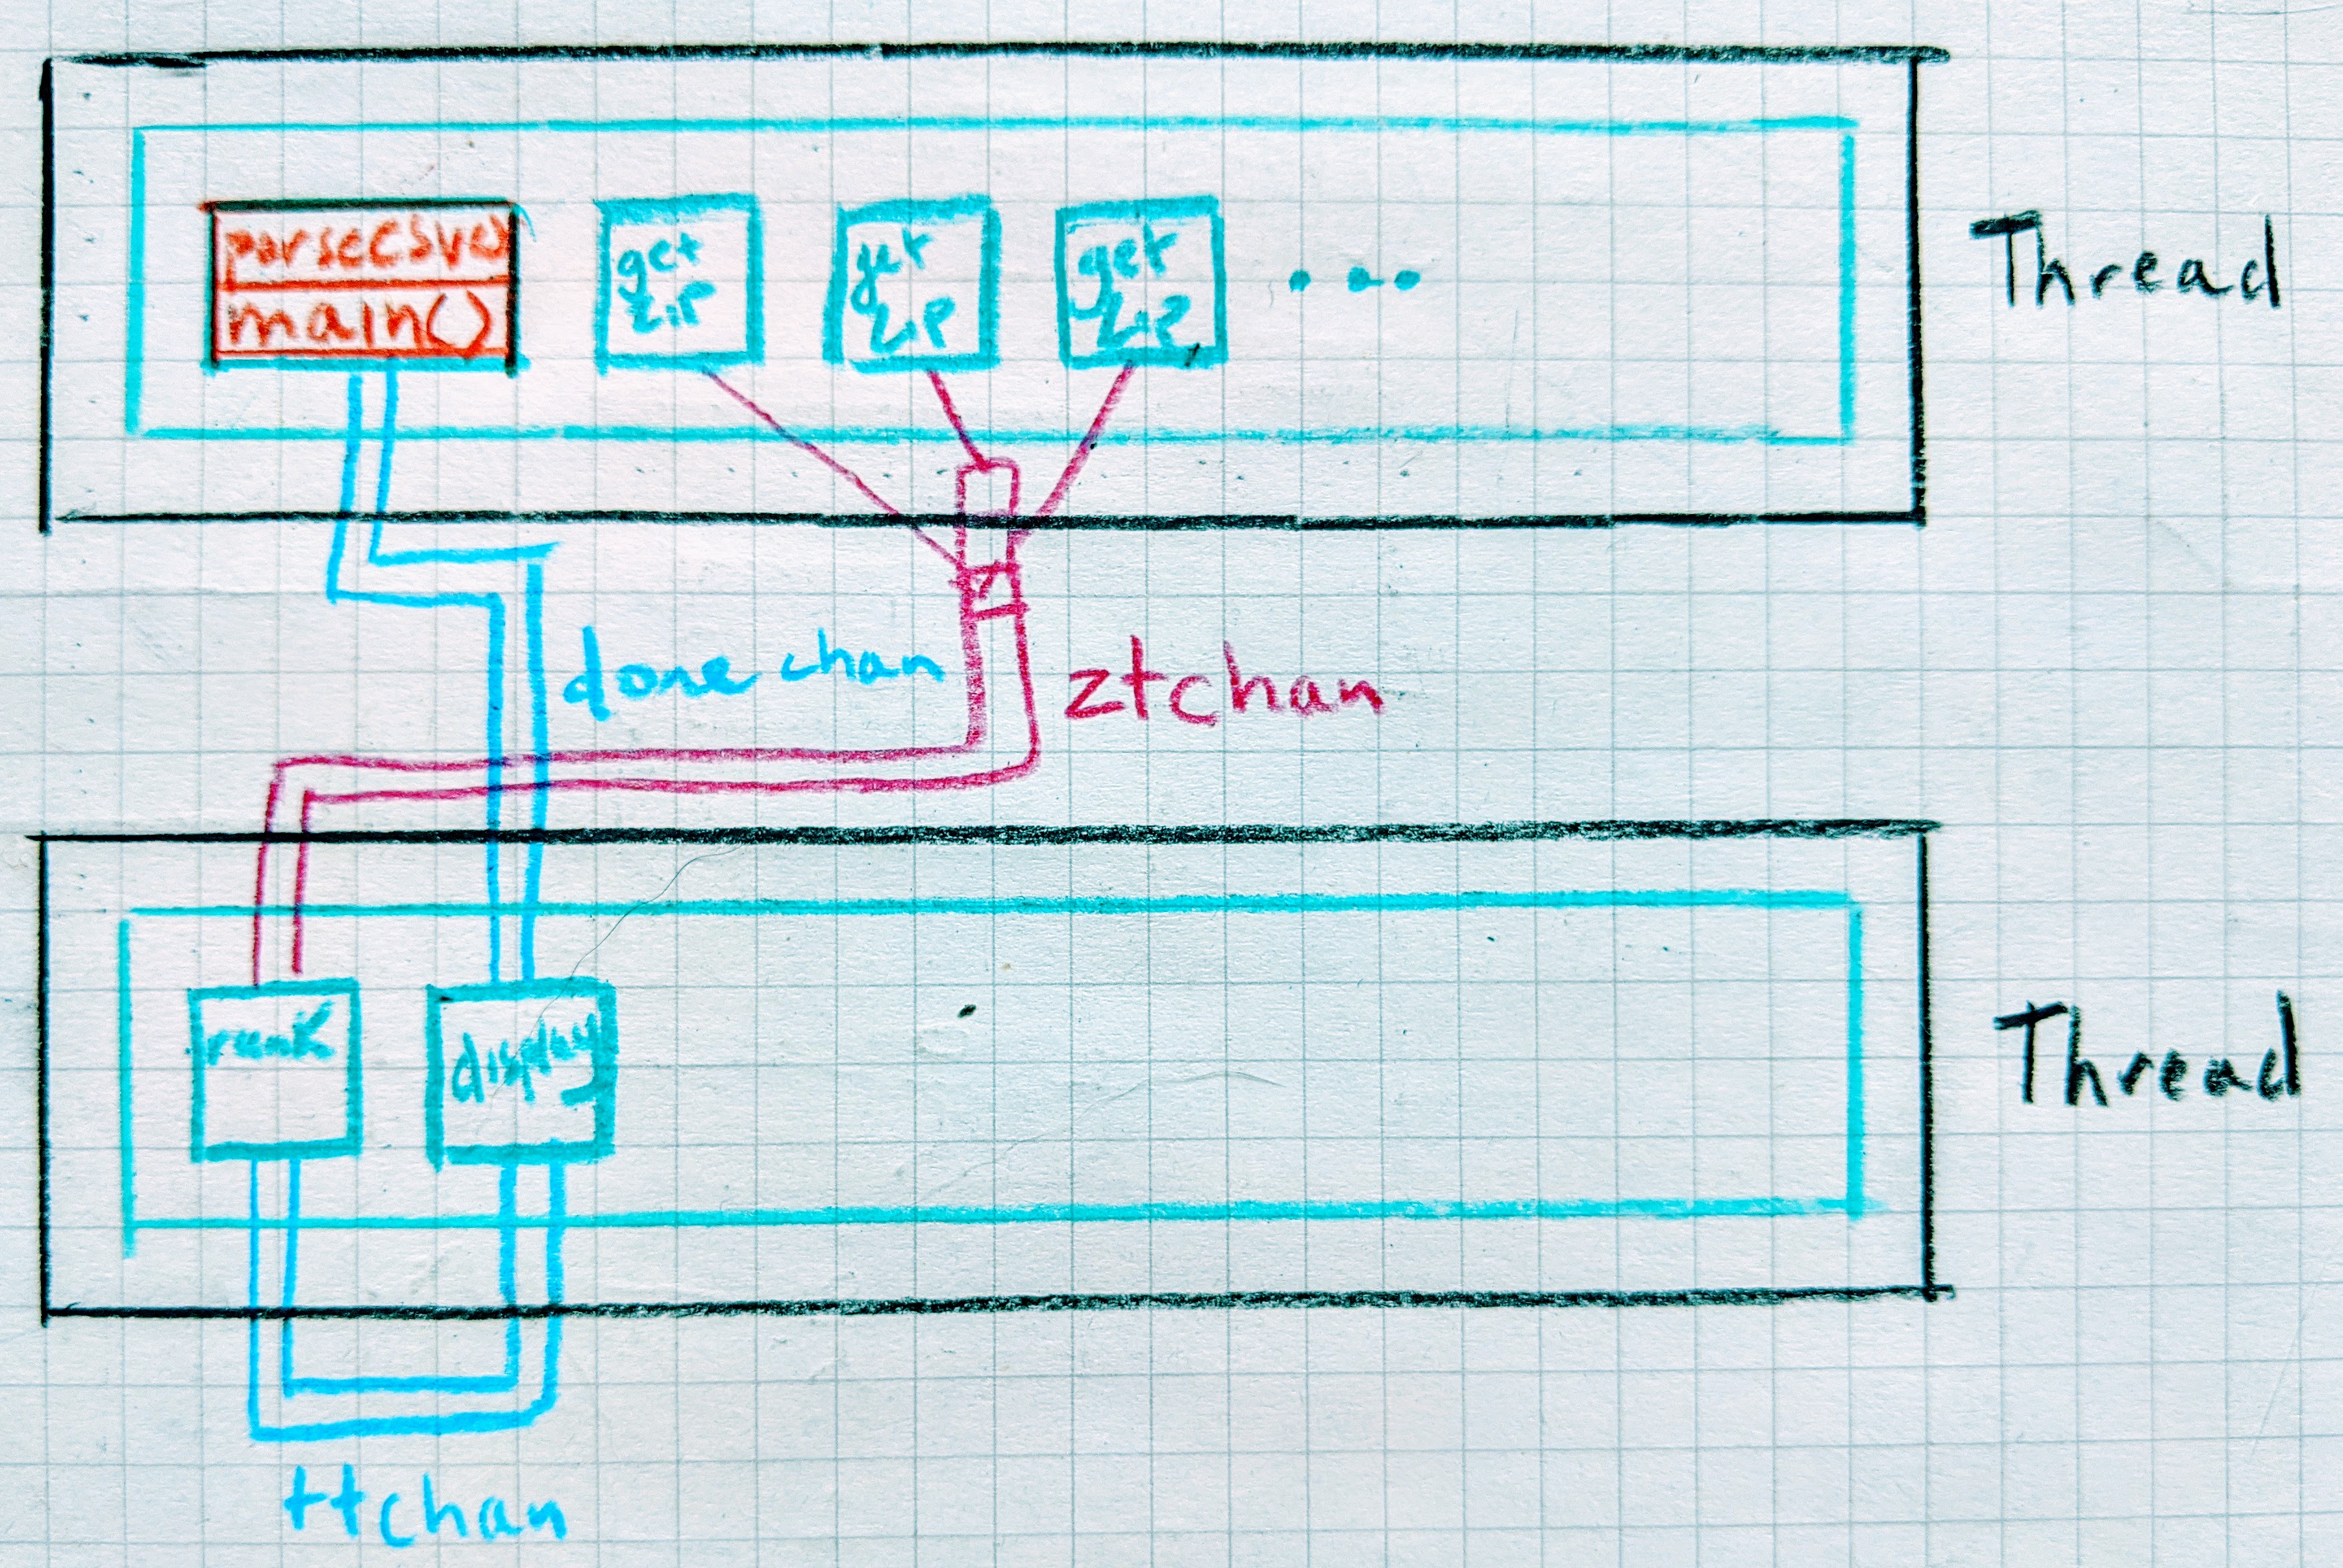 parseCsv()
main()
get
zip
get
zip
get
zip
...
Thread
done chan
ztchan
rank
display
Thread
ttchan